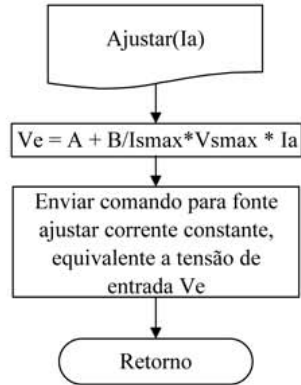 Ajustar(Ia)
Ve = A + B/Ismax*Vsmax * Ia
Enviar comando para fonte
ajustar corrente constante,
equivalente a tensão de
entrada Ve
Retorno